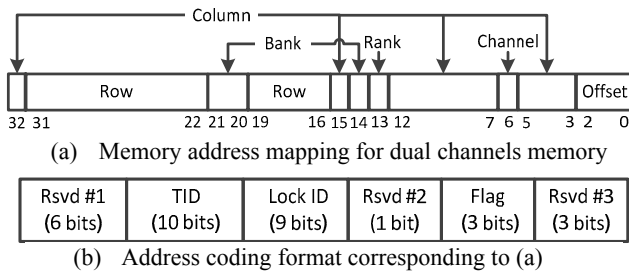 Column
Bank Rank Channel
Row Row Offset
32 31 22 21 20 19 16 15 14 13 12 7 6 5 3 2 0
(a) Memory address mapping for dual channels memory
Rsvd #1 TID Lock ID Rsvd #2 Flag Rsvd #3
(6 bits) (10 bits) (9 bits) (1 bit) (3 bits) (3 bits)
(b) Address coding format corresponding to (a)